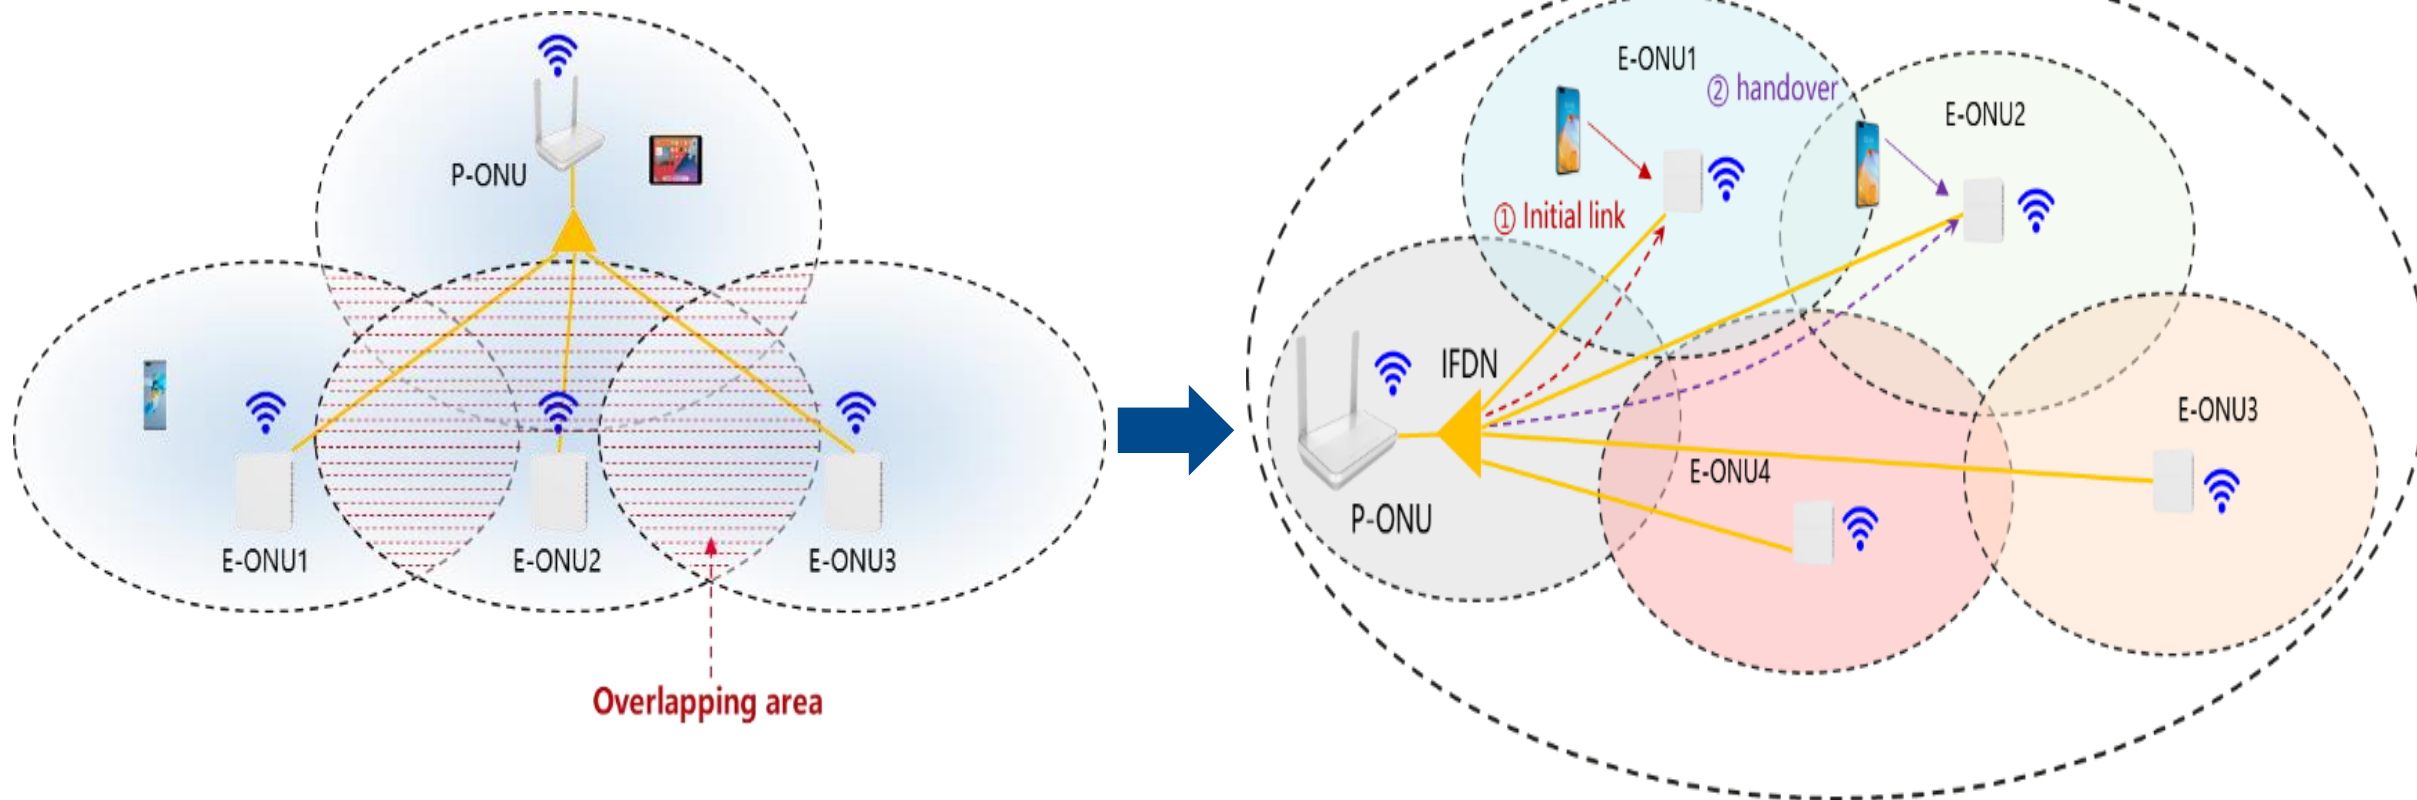 P-ONU
E-ONU1
E-ONU2
E-ONU3
Overlapping area
E-ONU1
② handover
E-ONU2
① Initial link
IFDN
E-ONU3
E-ONU4
P-ONU